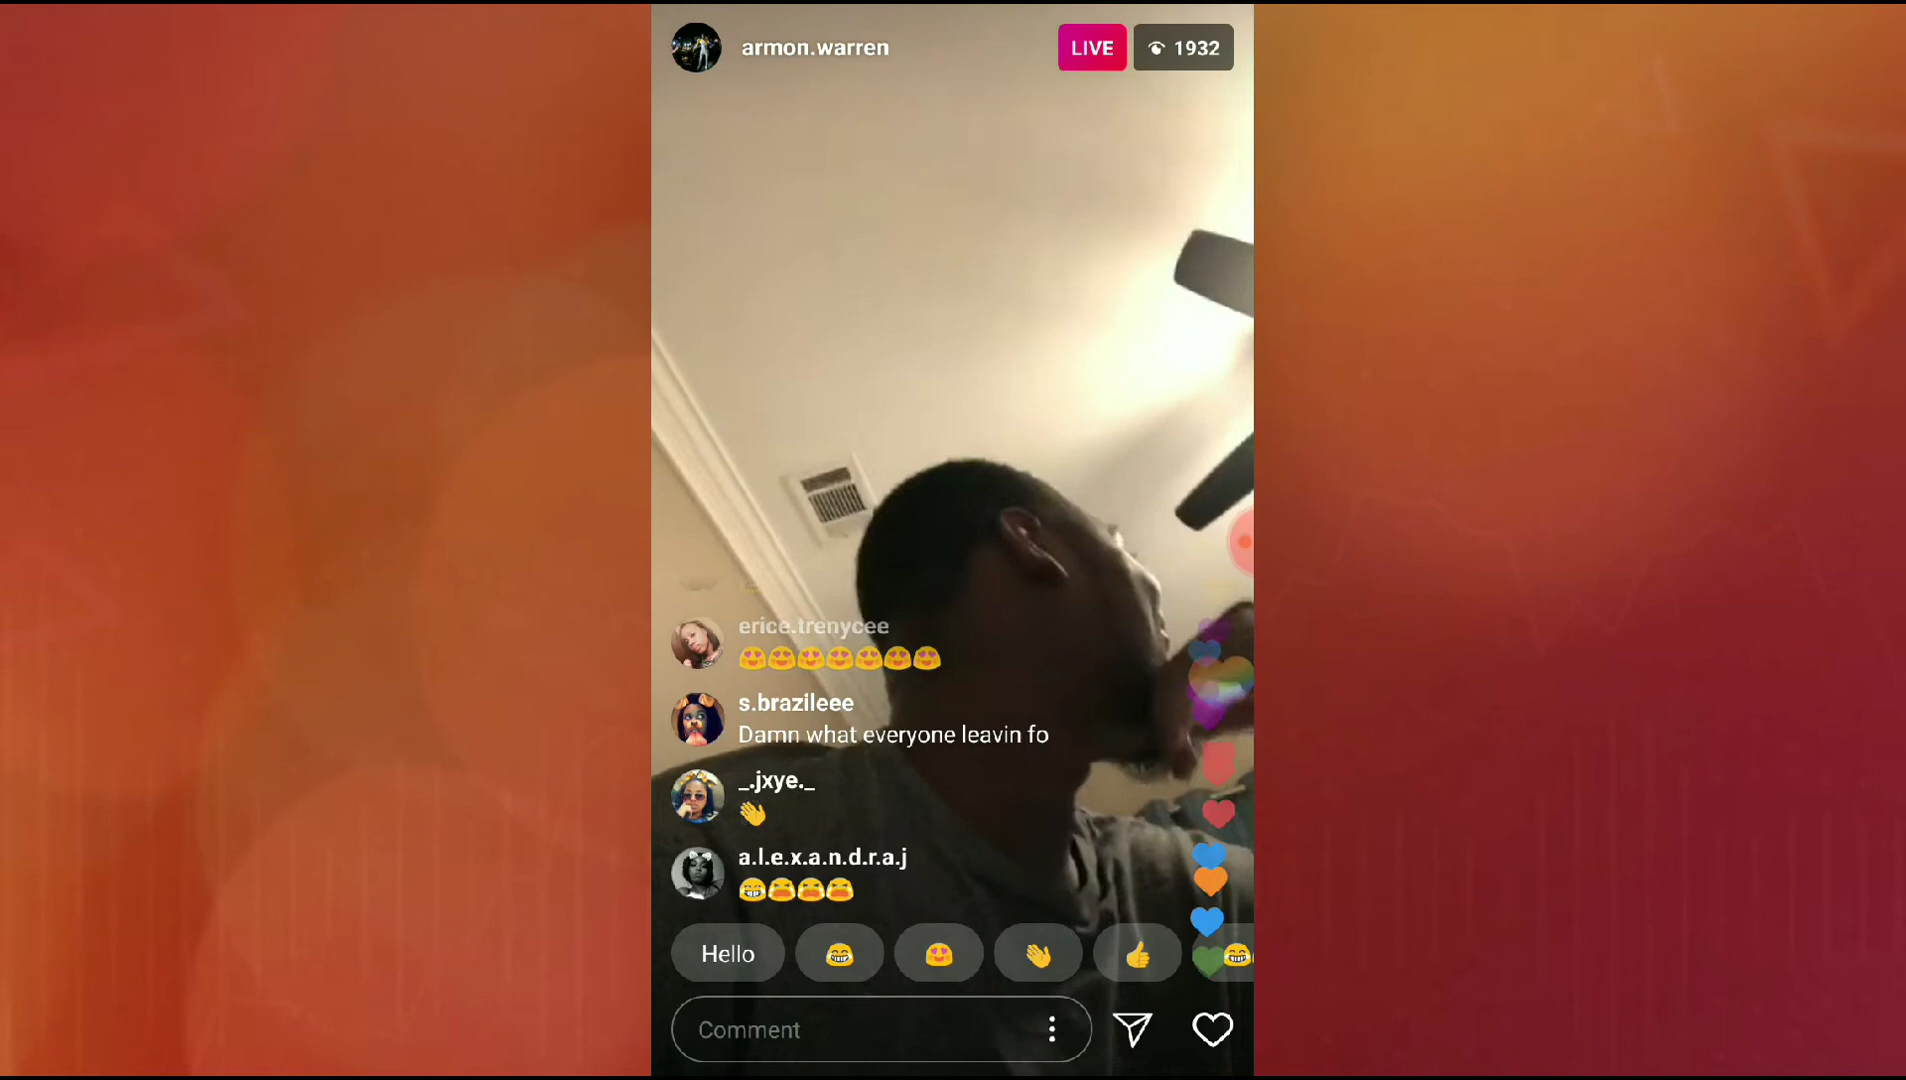 armon.warren
LIVE
1932
erice.trenycee
😍😍😍😍😍😍😍
s.brazileee
Damn what everyone leavin fo
_.jxye._
👏
a.l.e.x.a.n.d.r.a.j
😂😭😭😭
Hello 😂 😍 👏 👍 😂
Comment